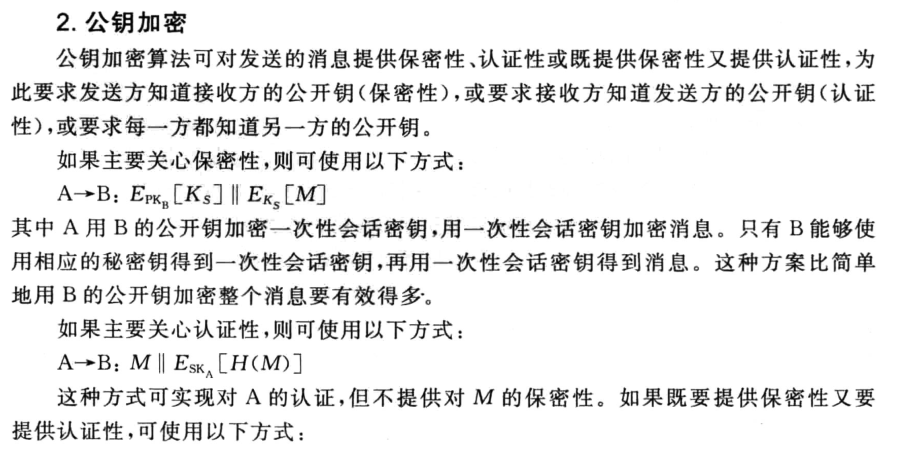 2. 公钥加密
公钥加密算法可对发送的消息提供保密性、认证性或既提供保密性又提供认证性,为
此要求发送方知道接收方的公开钥(保密性),或要求接收方知道发送方的公开钥(认证
性),或要求每一方都知道另一方的公开钥。
如果主要关心保密性,则可使用以下方式:
A→B: E_{PK_B}[K_S]‖E_{K_S}[M]
其中 A 用 B 的公开钥加密一次性会话密钥,用一次性会话密钥加密消息。只有 B 能够使
用相应的秘密钥得到一次性会话密钥,再用一次性会话密钥得到消息。这种方案比简单
地用 B 的公开钥加密整个消息要有效得多。
如果主要关心认证性,则可使用以下方式:
A→B: M‖E_{SK_A}[H(M)]
这种方式可实现对 A 的认证,但不提供对 M 的保密性。如果既要提供保密性又要
提供认证性,可使用以下方式: